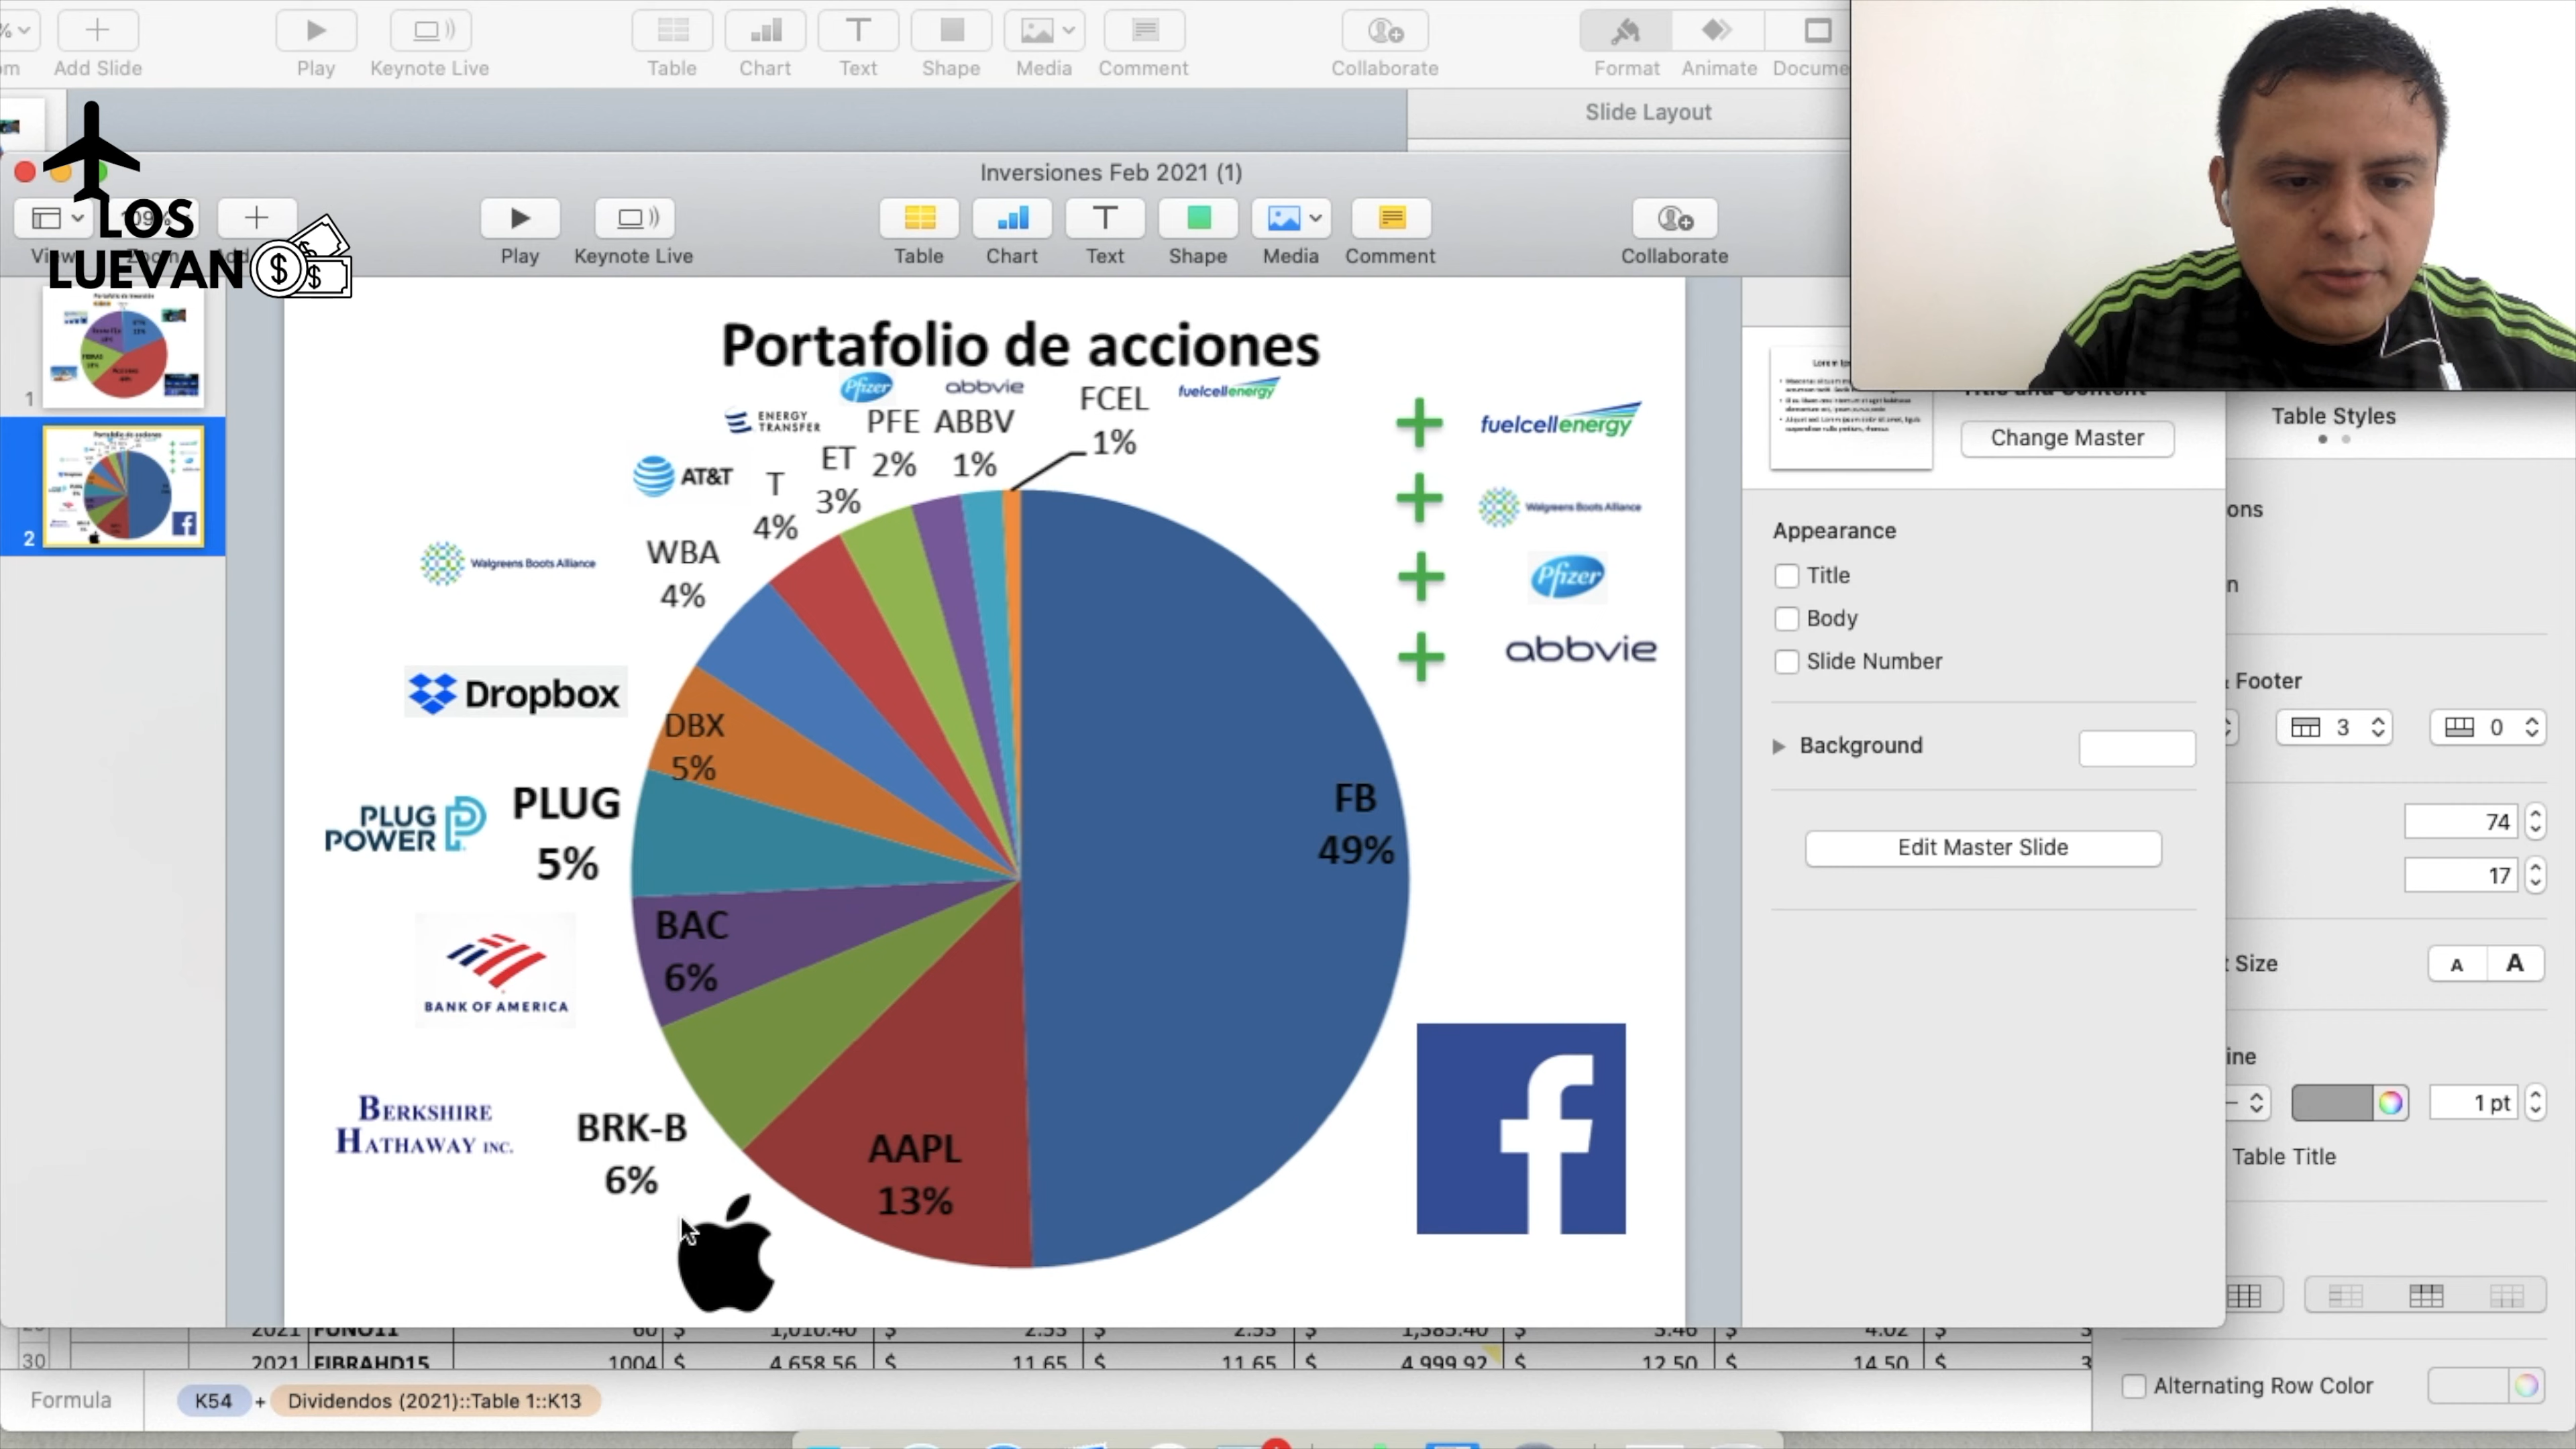 Add Slide
Play
Keynote Live
Table
Chart
Text
Shape
Media
Comment
Collaborate
Format
Animate
Slide Layout
Inversiones Feb 2021 (1)
LOS
LUEVAN
Play
Keynote Live
Table
Chart
Text
Shape
Media
Comment
Collaborate
1
2
Portafolio de acciones
Pfizer
abbvie
FCEL
1%
fuelcellenergy
ENERGY
TRANSFER
PFE
2%
ABBV
1%
AT&T
T
4%
ET
3%
Walgreens Boots Alliance
WBA
4%
Dropbox
DBX
5%
PLUG
POWER
PLUG
5%
BANK OF AMERICA
BAC
6%
BERKSHIRE
HATHAWAY INC.
BRK-B
6%
AAPL
13%
FB
49%
fuelcellenergy
Walgreens Boots Alliance
Pfizer
abbvie
f
Change Master
Appearance
Title
Body
Slide Number
Background
Edit Master Slide
Table Styles
Footer
3
0
74
17
Size
A A
1 pt
Table Title
Alternating Row Color
30 2021 FIBRAHD15 1004 $ 4,658.56 $ 11.65 $ 11.65 $ 4,999.92 $ 12.50 $ 14.50 $ 3
Formula
K54 + Dividendos (2021)::Table 1::K13